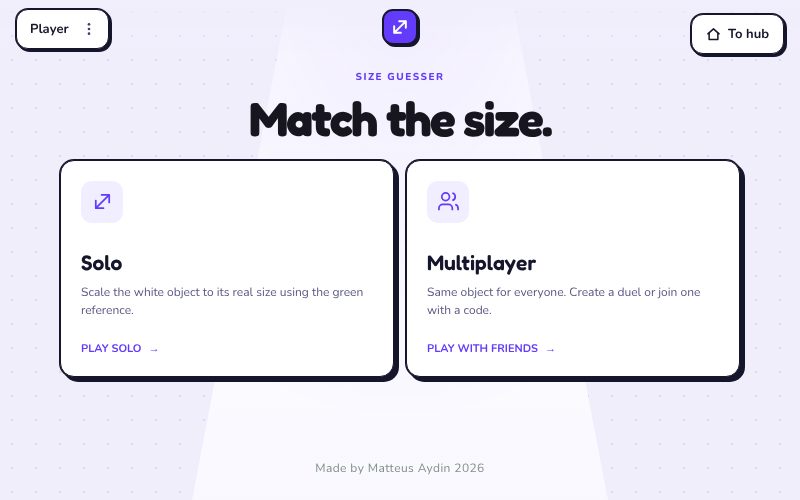 Player
To hub
SIZE GUESSER
Match the size.
Solo
Scale the white object to its real size using the green
reference.
PLAY SOLO →
Multiplayer
Same object for everyone. Create a duel or join one
with a code.
PLAY WITH FRIENDS →
Made by Matteus Aydin 2026